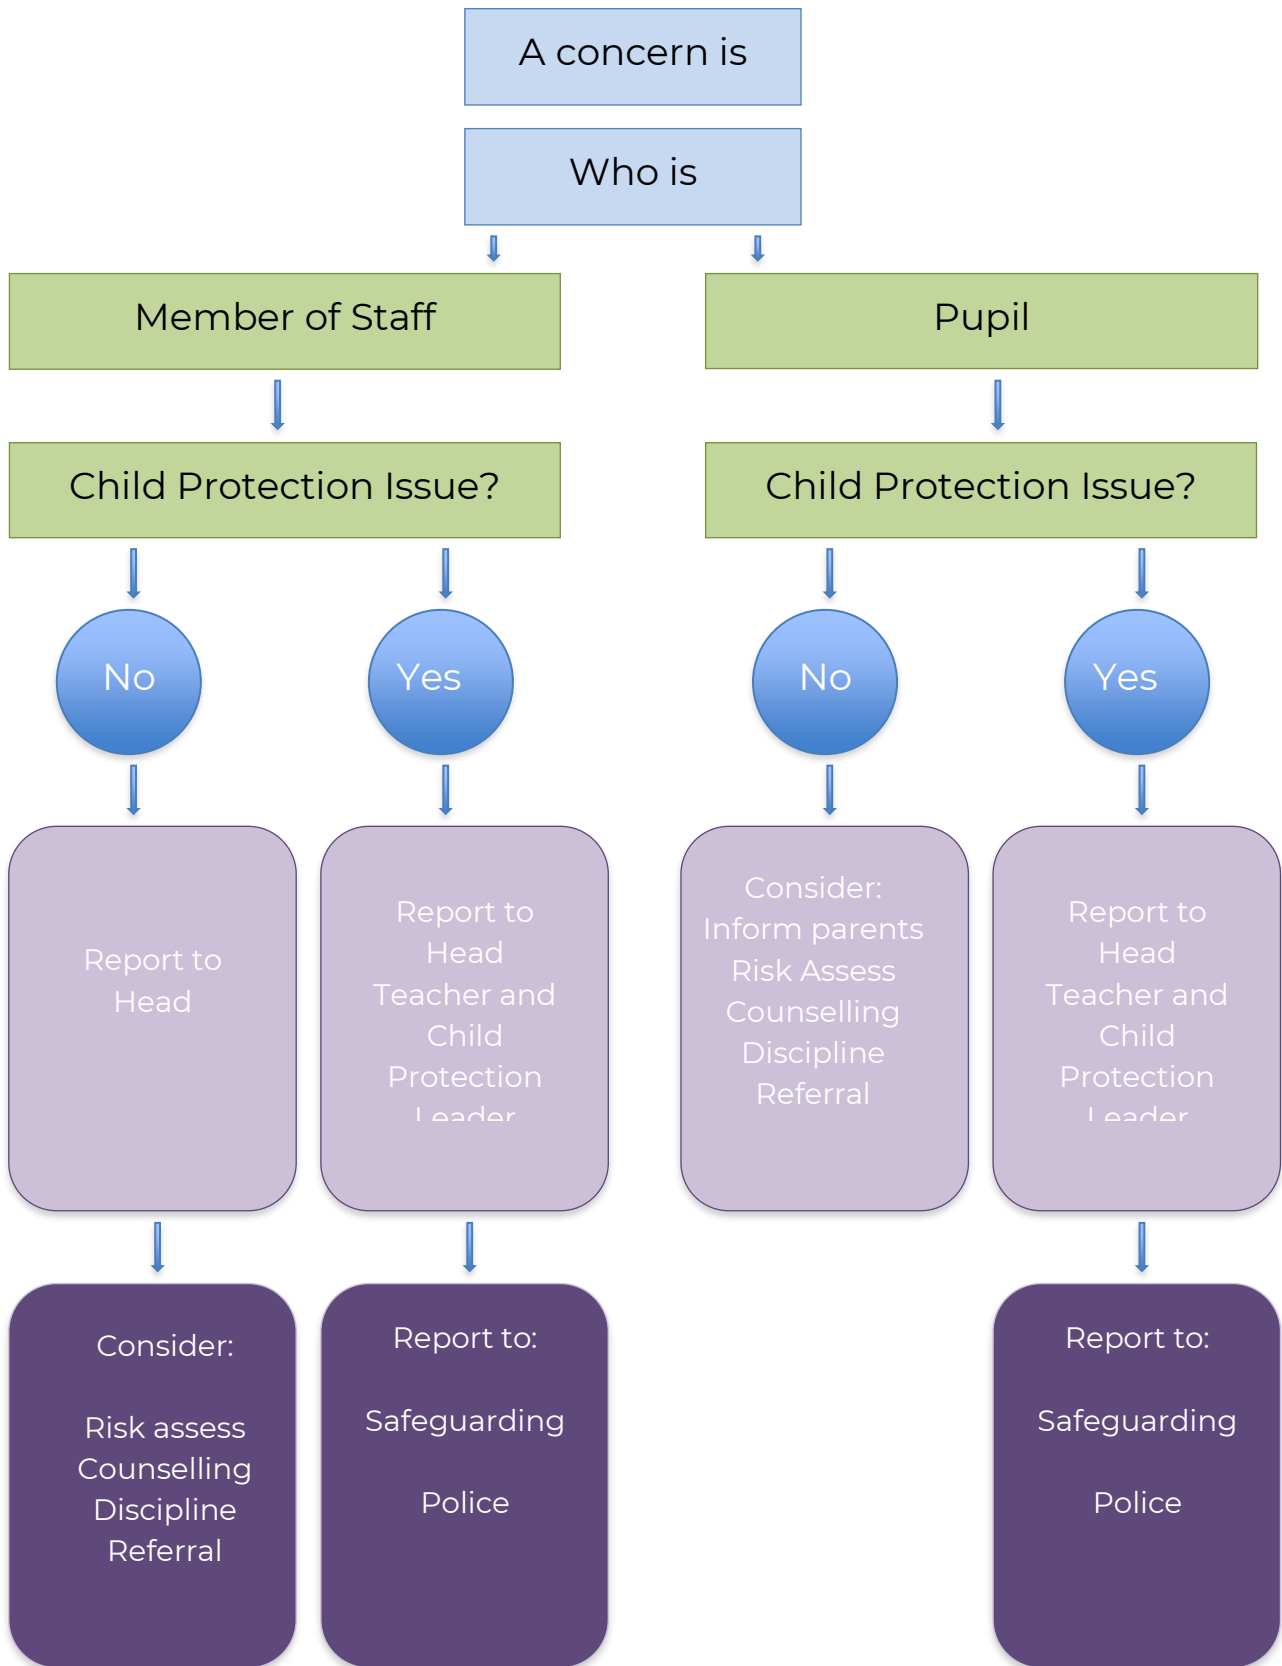 A concern is
Who is
Member of Staff
Pupil
Child Protection Issue?
Child Protection Issue?
No
Yes
No
Yes
Report to
Head
Report to
Head
Teacher and
Child
Protection
Leader
Consider:
Inform parents
Risk Assess
Counselling
Discipline
Referral
Report to
Head
Teacher and
Child
Protection
Leader
Consider:
Risk assess
Counselling
Discipline
Referral
Report to:
Safeguarding
Police
Report to:
Safeguarding
Police